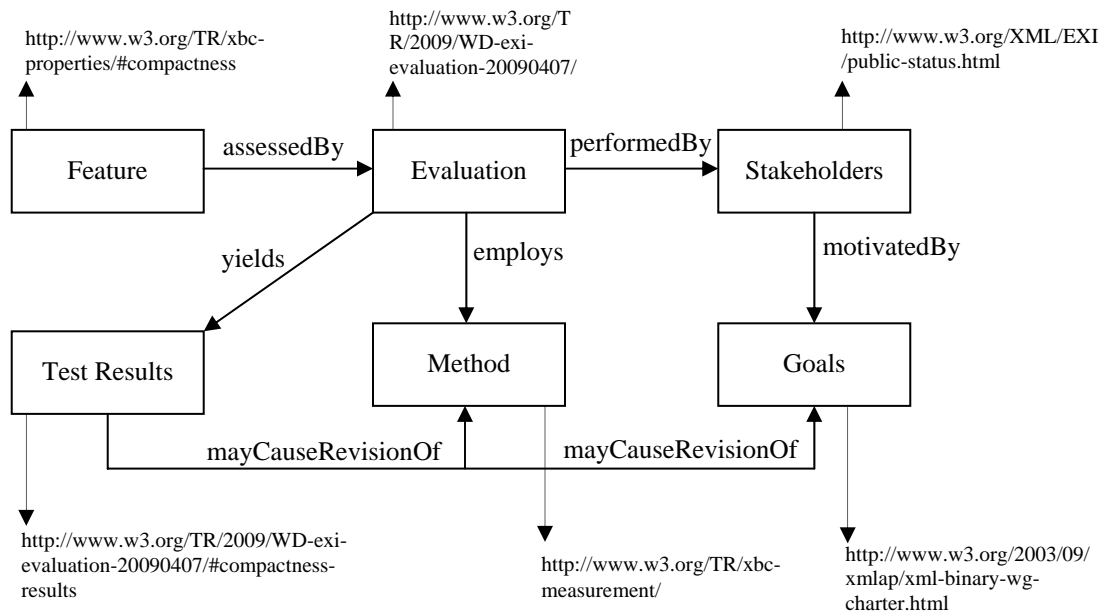 http://www.w3.org/TR/xbc-
properties/#compactness
http://www.w3.org/T
R/2009/WD-exi-
evaluation-20090407/
http://www.w3.org/XML/EXI
/public-status.html
Feature
assessedBy
Evaluation
performedBy
Stakeholders
yields
employs
motivatedBy
Test Results
Method
Goals
mayCauseRevisionOf
mayCauseRevisionOf
http://www.w3.org/TR/2009/WD-exi-
evaluation-20090407/#compactness-
results
http://www.w3.org/TR/xbc-
measurement/
http://www.w3.org/2003/09/
xmlap/xml-binary-wg-
charter.html